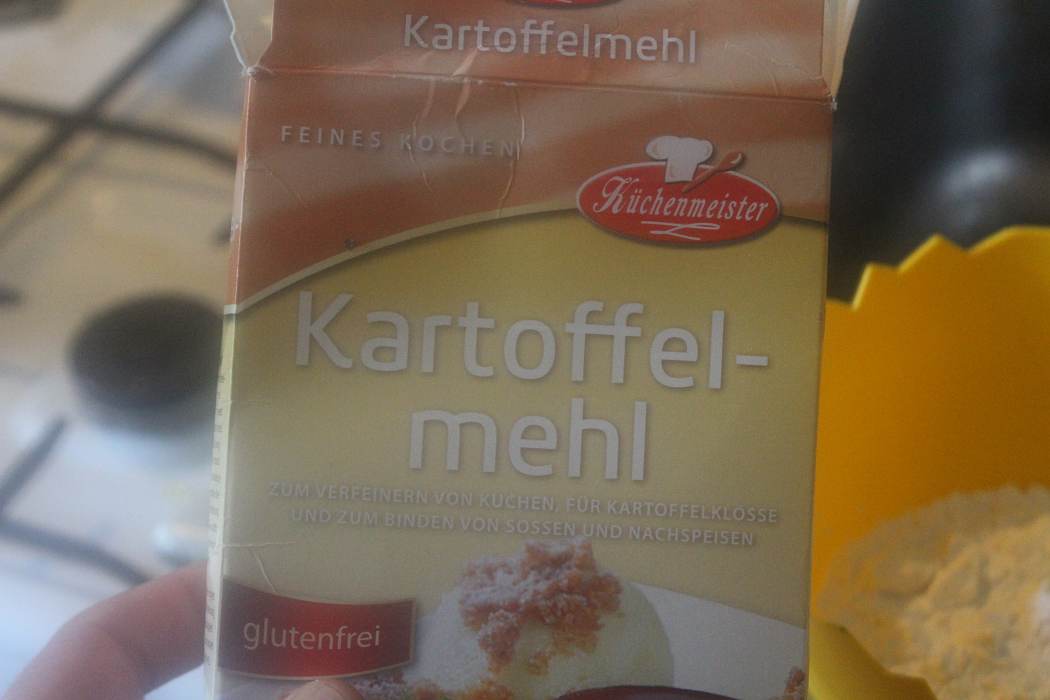 Kartoffelmehl
FEINES KOCHEN
Küchenmeister
Kartoffel-
mehl
ZUM VERFEINERN VON KUCHEN, FÜR KARTOFFELKLÖSSE
UND ZUM BINDEN VON SOSSEN UND NACHSPEISEN
glutenfrei